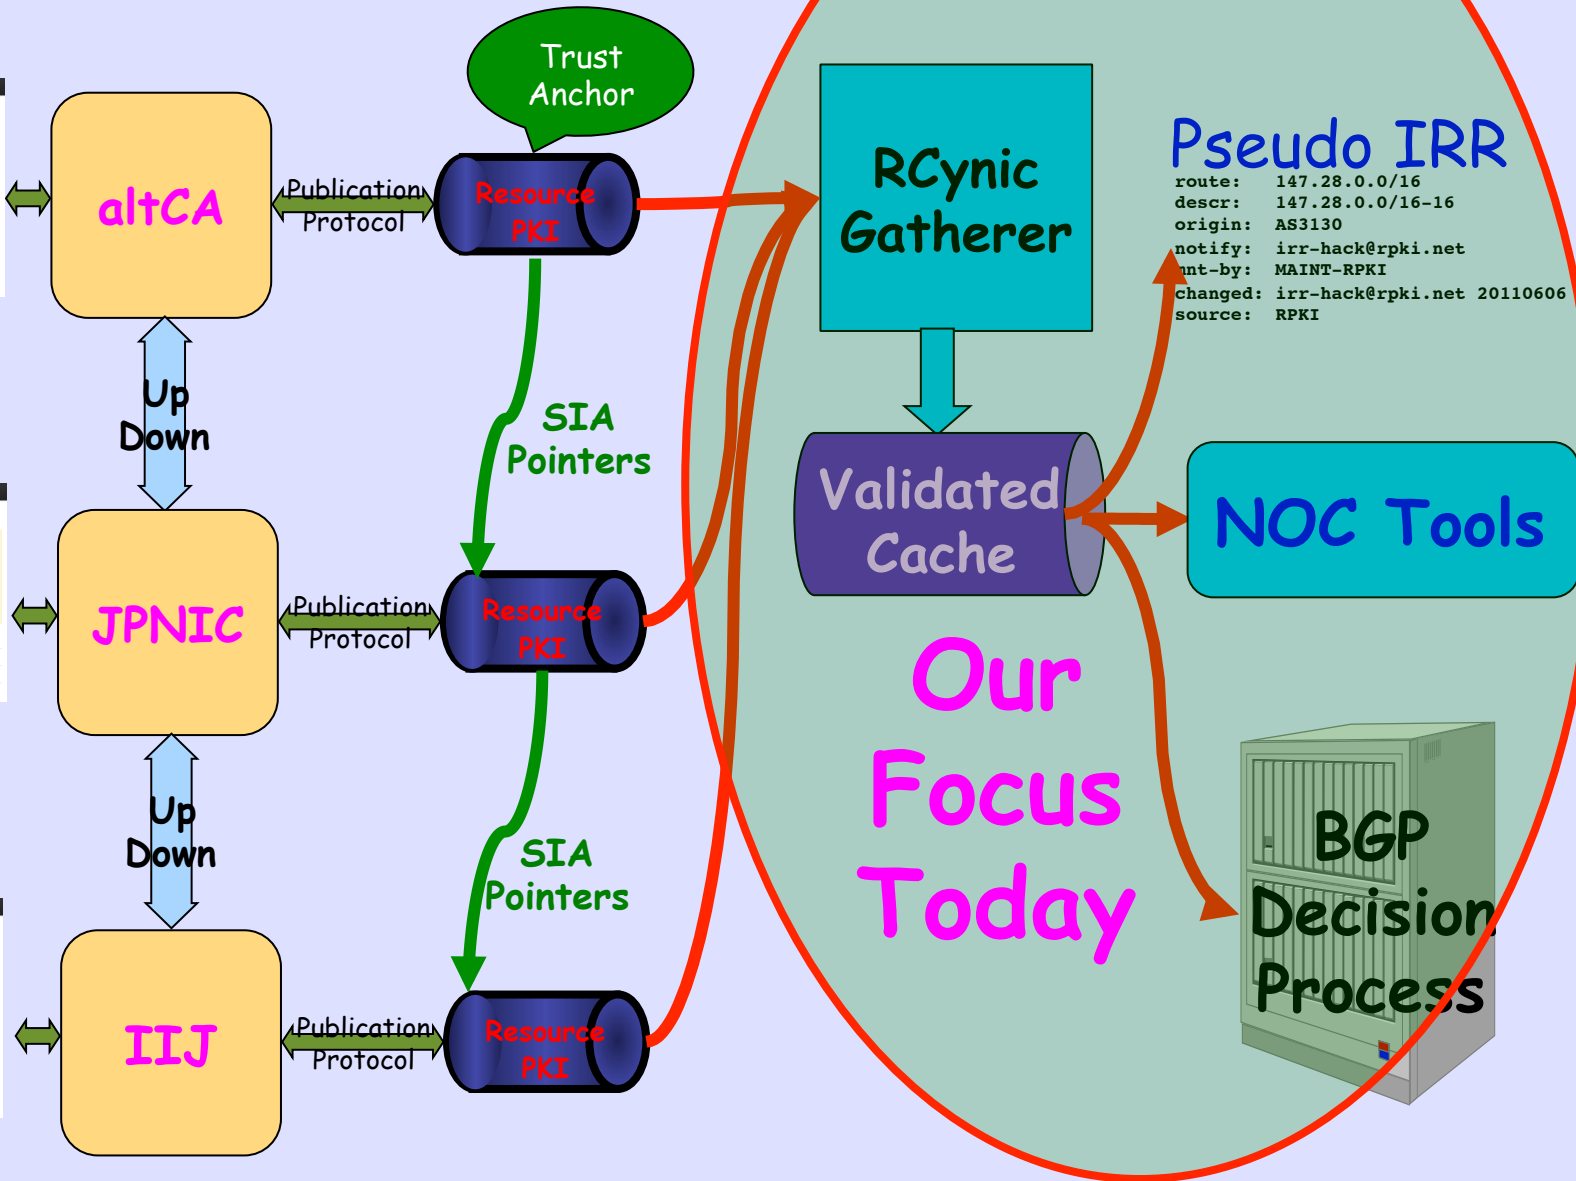 Trust
Anchor
altCA
Publication
Protocol
Resource
PKI
RCynic
Gatherer
Pseudo IRR
route: 147.28.0.0/16
descr: 147.28.0.0/16-16
origin: AS3130
notify: irr-hack@rpki.net
mnt-by: MAINT-RPKI
changed: irr-hack@rpki.net 20110606
source: RPKI
Up
Down
SIA
Pointers
Validated
Cache
NOC Tools
JPNIC
Publication
Protocol
Resource
PKI
Our
Focus
Today
Up
Down
SIA
Pointers
BGP
Decision
Process
IIJ
Publication
Protocol
Resource
PKI